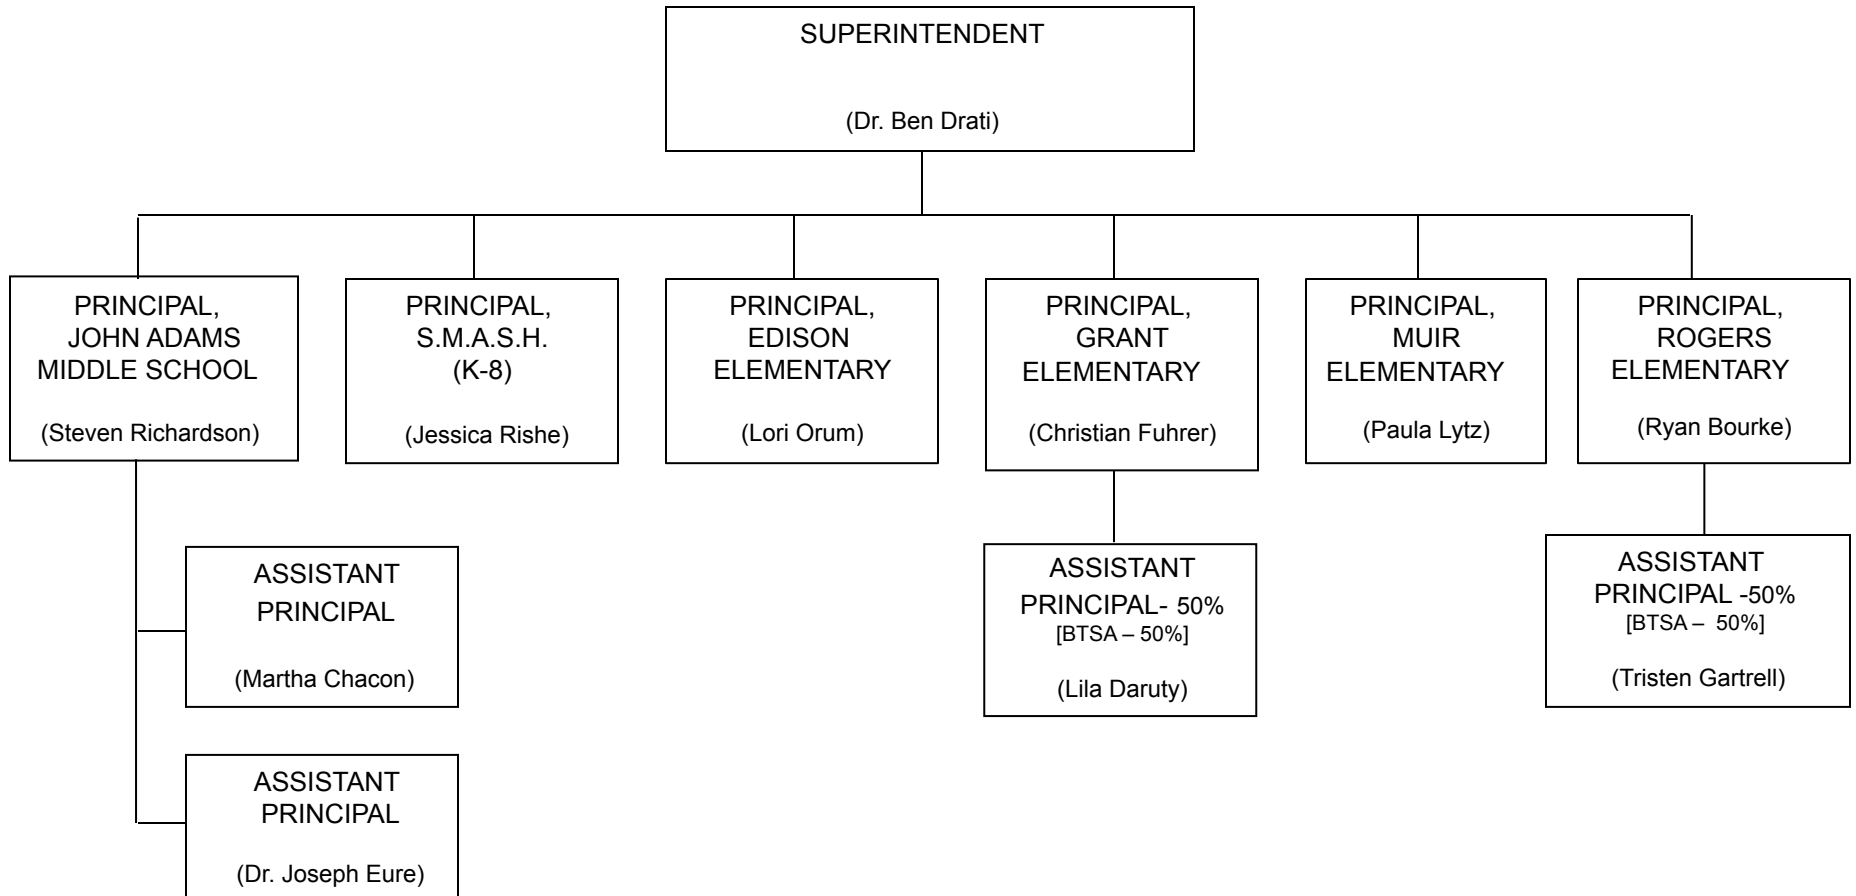 SUPERINTENDENT
(Dr. Ben Drati)
PRINCIPAL,
JOHN ADAMS
MIDDLE SCHOOL
(Steven Richardson)
PRINCIPAL,
S.M.A.S.H.
(K-8)
(Jessica Rishe)
PRINCIPAL,
EDISON
ELEMENTARY
(Lori Orum)
PRINCIPAL,
GRANT
ELEMENTARY
(Christian Fuhrer)
PRINCIPAL,
MUIR
ELEMENTARY
(Paula Lytz)
PRINCIPAL,
ROGERS
ELEMENTARY
(Ryan Bourke)
ASSISTANT
PRINCIPAL
(Martha Chacon)
ASSISTANT
PRINCIPAL- 50%
[BTSA – 50%]
(Lila Daruty)
ASSISTANT
PRINCIPAL -50%
[BTSA – 50%]
(Tristen Gartrell)
ASSISTANT
PRINCIPAL
(Dr. Joseph Eure)